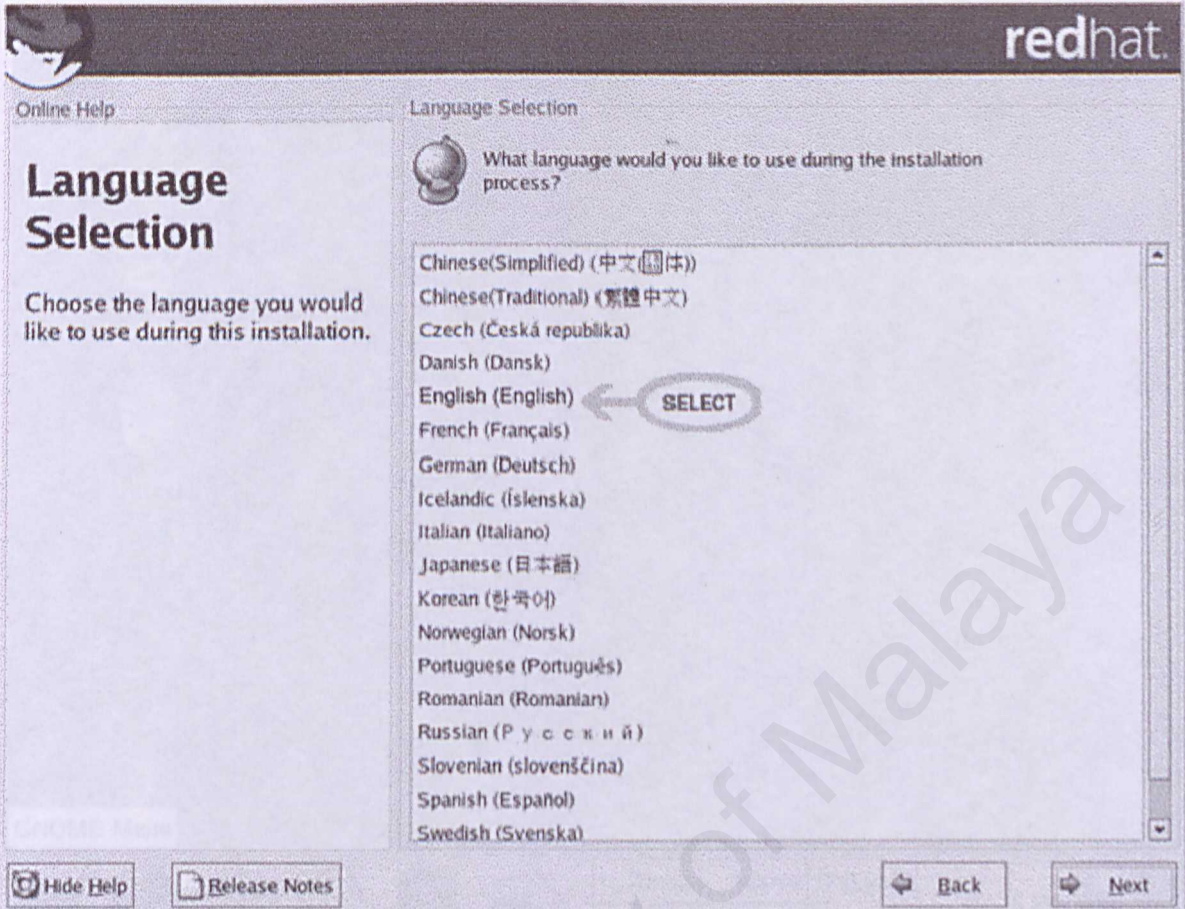 redhat.
Online Help
Language
Selection
Choose the language you would
like to use during this installation.
Language Selection
What language would you like to use during the installation
process?
Chinese(Simplified) (中文(简体))
Chinese(Traditional) (繁體中文)
Czech (Česká republika)
Danish (Dansk)
English (English)
SELECT
French (Français)
German (Deutsch)
Icelandic (Íslenska)
Italian (Italiano)
Japanese (日本語)
Korean (한국어)
Norwegian (Norsk)
Portuguese (Português)
Romanian (Romanian)
Russian (Русский)
Slovenian (slovenščina)
Spanish (Español)
Swedish (Svenska)
Hide Help
Release Notes
Back
Next
of Malaya